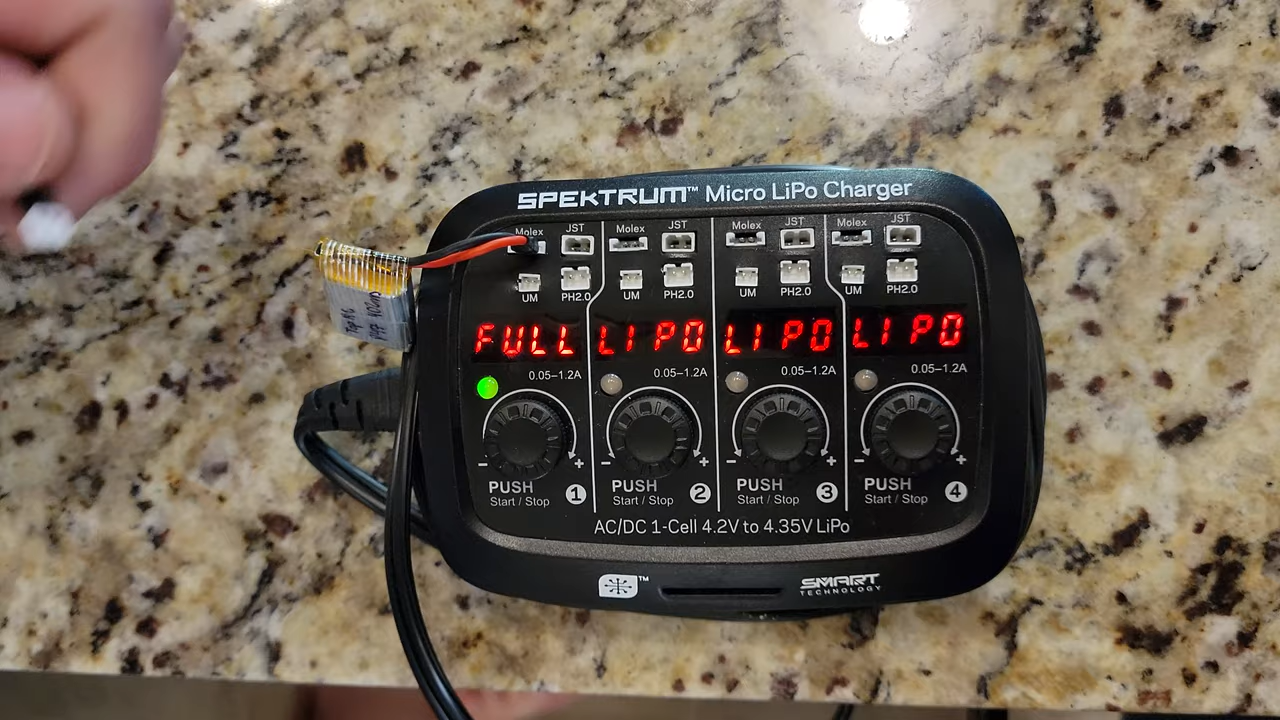 SPEKTRUM™ Micro LiPo Charger
Molex JST Molex JST Molex JST Molex JST
UM PH2.0 UM PH2.0 UM PH2.0 UM PH2.0
FULL LIPO LIPO LIPO
0.05–1.2A 0.05–1.2A 0.05–1.2A 0.05–1.2A
– + – + – + – +
PUSH PUSH PUSH PUSH
Start / Stop 1 Start / Stop 2 Start / Stop 3 Start / Stop 4
AC/DC 1-Cell 4.2V to 4.35V LiPo
™ SMART
TECHNOLOGY